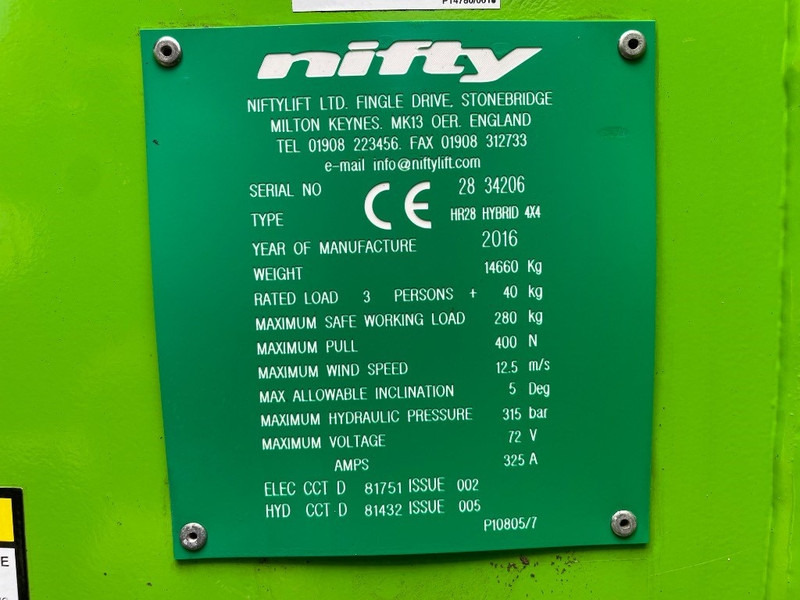 nifty
NIFTYLIFT LTD. FINGLE DRIVE, STONEBRIDGE
MILTON KEYNES. MK13 OER. ENGLAND
TEL 01908 223456. FAX 01908 312733
e-mail info@niftylift.com
SERIAL NO 28 34206
CE
TYPE HR28 HYBRID 4X4
YEAR OF MANUFACTURE 2016
WEIGHT 14660 Kg
RATED LOAD 3 PERSONS + 40 kg
MAXIMUM SAFE WORKING LOAD 280 kg
MAXIMUM PULL 400 N
MAXIMUM WIND SPEED 12.5 m/s
MAX ALLOWABLE INCLINATION 5 Deg
MAXIMUM HYDRAULIC PRESSURE 315 bar
MAXIMUM VOLTAGE 72 V
AMPS 325 A
ELEC CCT D 81751 ISSUE 002
HYD CCT D 81432 ISSUE 005
P10805/7